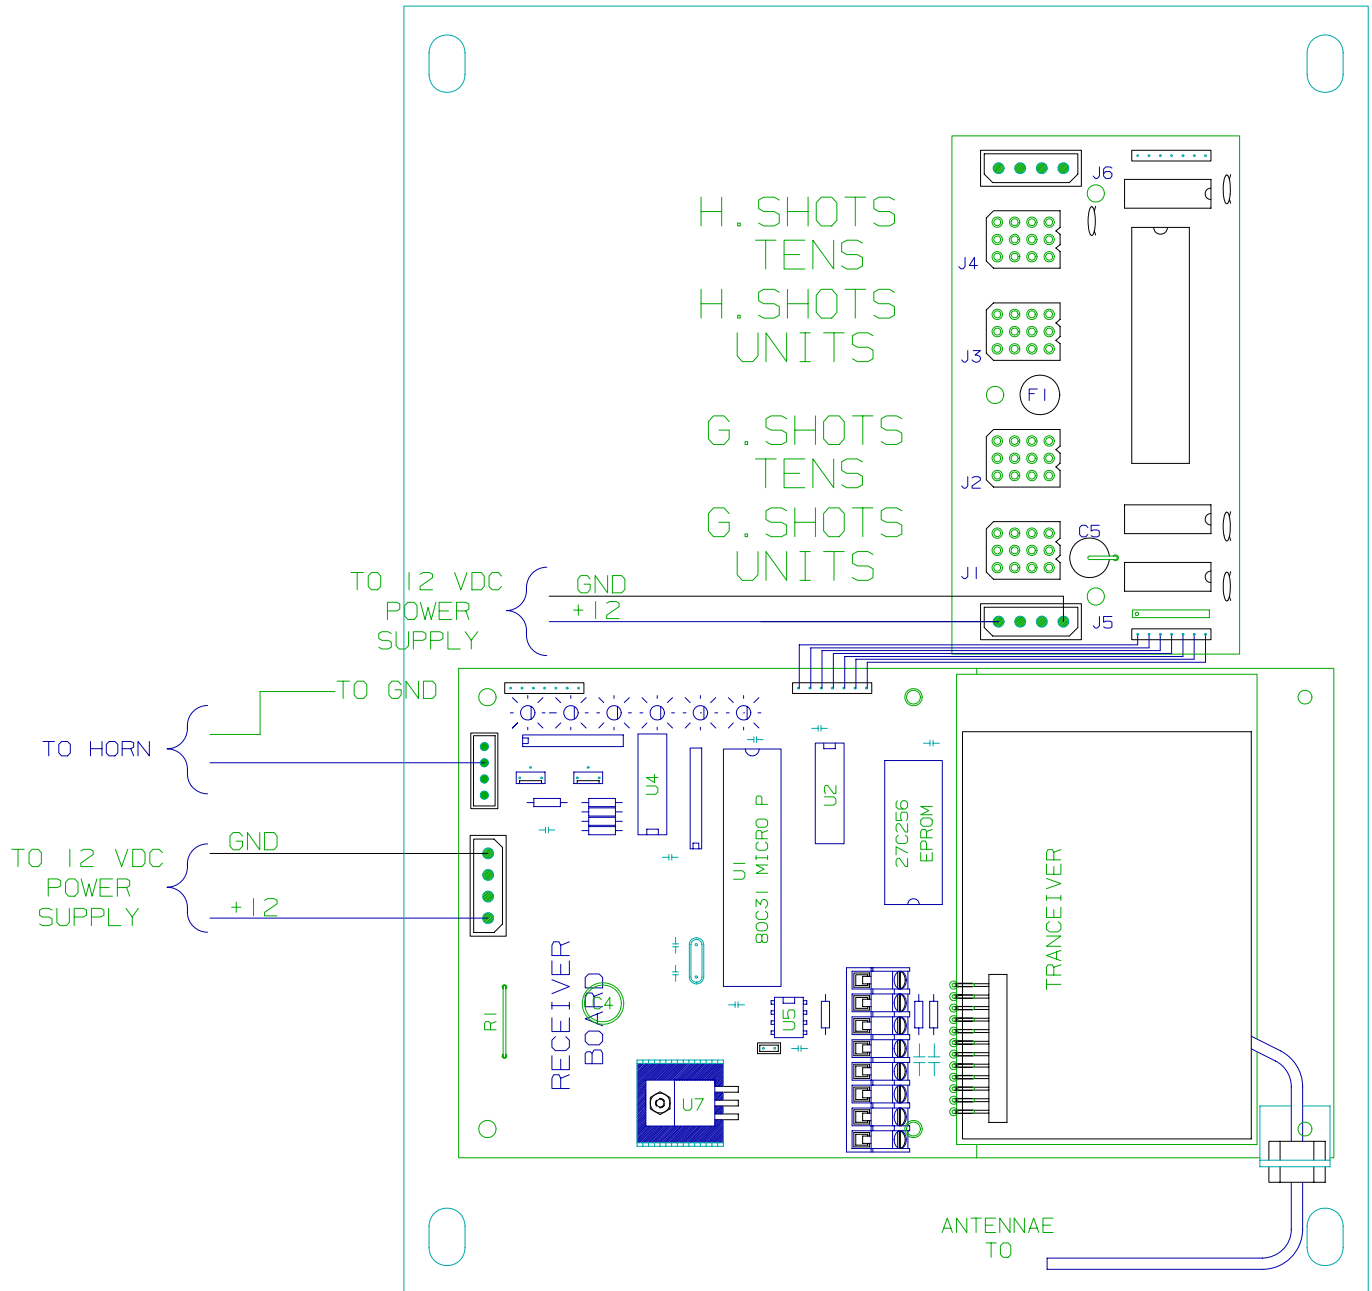 J6
H.SHOTS
TENS
J4
H.SHOTS
UNITS
J3
F1
G.SHOTS
TENS
J2
G.SHOTS
UNITS
C5
J1
TO 12 VDC
POWER
SUPPLY
GND
+12
J5
TO GND
TO HORN
U4
U2
27C256
EPROM
U1
80C31 MICRO P
TO 12 VDC
POWER
SUPPLY
GND
+12
TRANCEIVER
RECEIVER
BOARD
C4
R1
U5
U7
ANTENNAE
TO